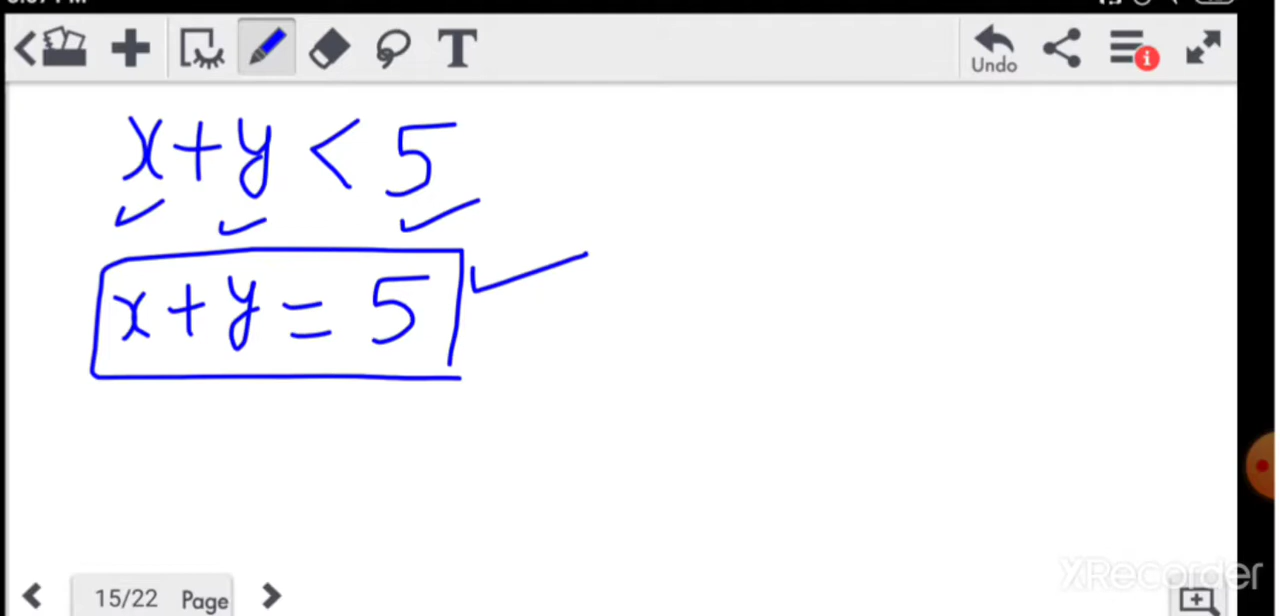 T
Undo
x+y < 5
x+y = 5
15/22 Page
XRecorder